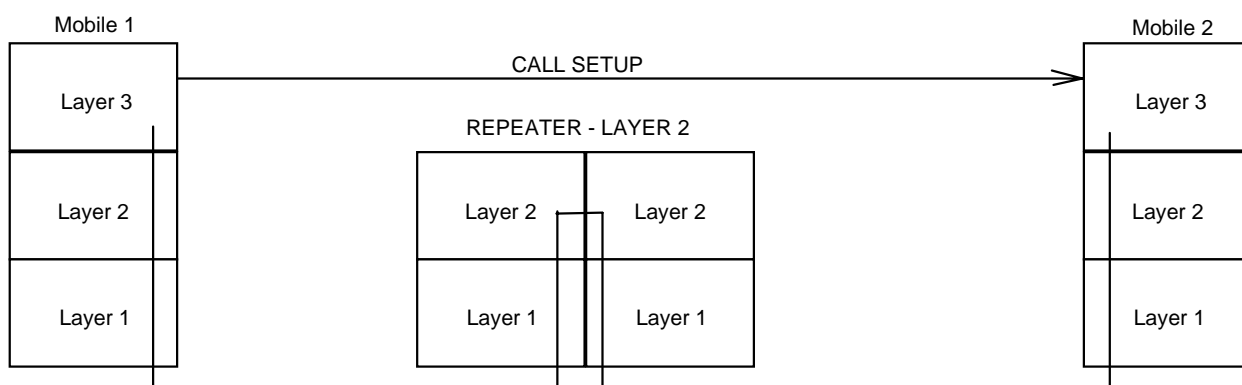 Mobile 1
Mobile 2
CALL SETUP
Layer 3
Layer 3
REPEATER - LAYER 2
Layer 2
Layer 2
Layer 2
Layer 2
Layer 1
Layer 1
Layer 1
Layer 1